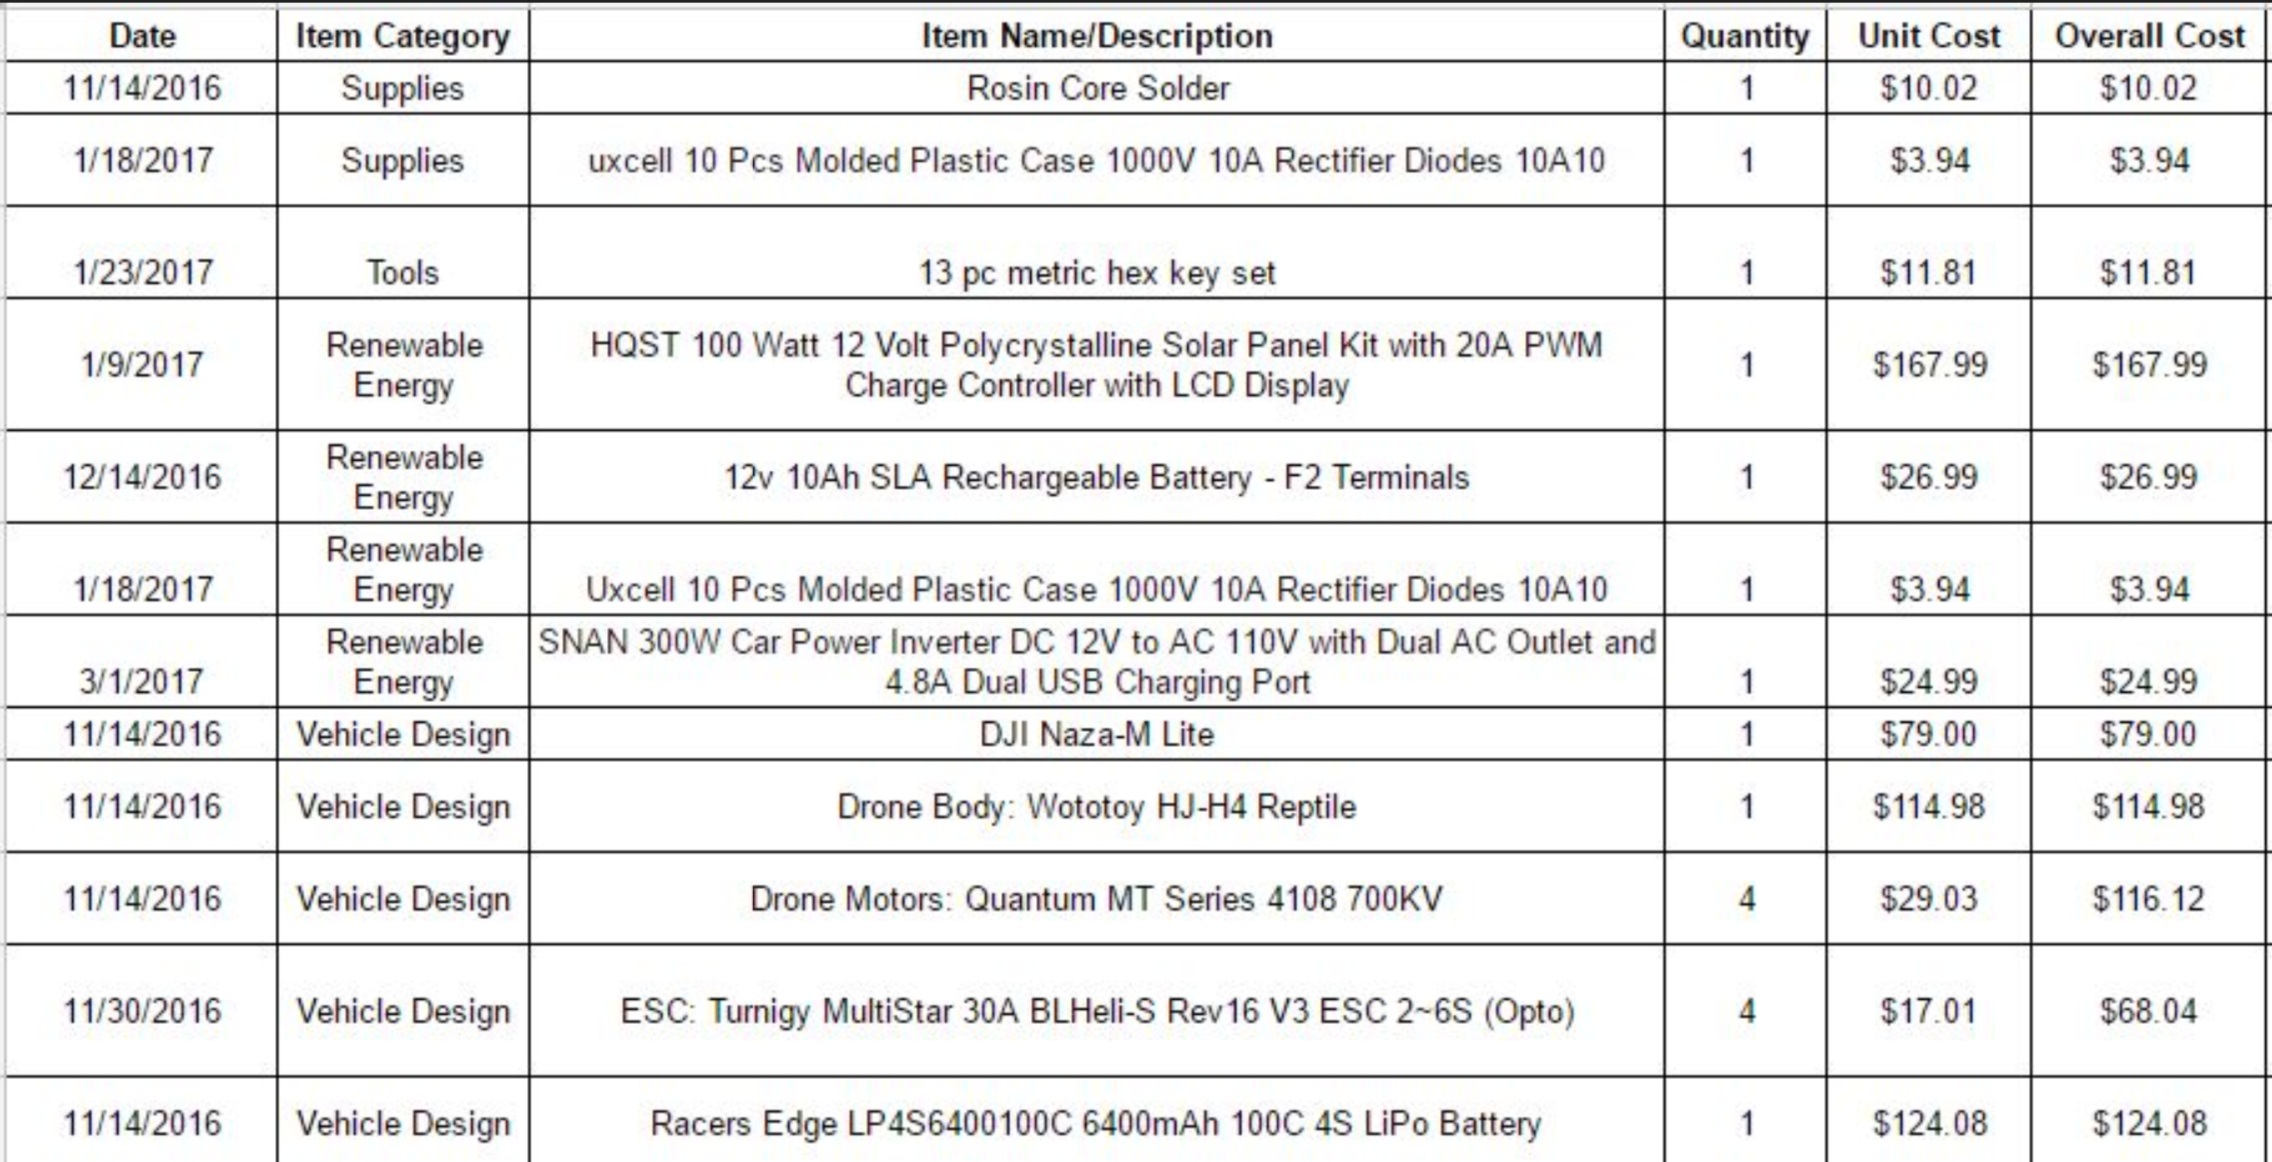 Date Item Category Item Name/Description Quantity Unit Cost Overall Cost
11/14/2016 Supplies Rosin Core Solder 1 $10.02 $10.02
1/18/2017 Supplies uxcell 10 Pcs Molded Plastic Case 1000V 10A Rectifier Diodes 10A10 1 $3.94 $3.94
1/23/2017 Tools 13 pc metric hex key set 1 $11.81 $11.81
1/9/2017 Renewable Energy HQST 100 Watt 12 Volt Polycrystalline Solar Panel Kit with 20A PWM Charge Controller with LCD Display 1 $167.99 $167.99
12/14/2016 Renewable Energy 12v 10Ah SLA Rechargeable Battery - F2 Terminals 1 $26.99 $26.99
1/18/2017 Renewable Energy Uxcell 10 Pcs Molded Plastic Case 1000V 10A Rectifier Diodes 10A10 1 $3.94 $3.94
3/1/2017 Renewable Energy SNAN 300W Car Power Inverter DC 12V to AC 110V with Dual AC Outlet and 4.8A Dual USB Charging Port 1 $24.99 $24.99
11/14/2016 Vehicle Design DJI Naza-M Lite 1 $79.00 $79.00
11/14/2016 Vehicle Design Drone Body: Wototoy HJ-H4 Reptile 1 $114.98 $114.98
11/14/2016 Vehicle Design Drone Motors: Quantum MT Series 4108 700KV 4 $29.03 $116.12
11/30/2016 Vehicle Design ESC: Turnigy MultiStar 30A BLHeli-S Rev16 V3 ESC 2~6S (Opto) 4 $17.01 $68.04
11/14/2016 Vehicle Design Racers Edge LP4S6400100C 6400mAh 100C 4S LiPo Battery 1 $124.08 $124.08